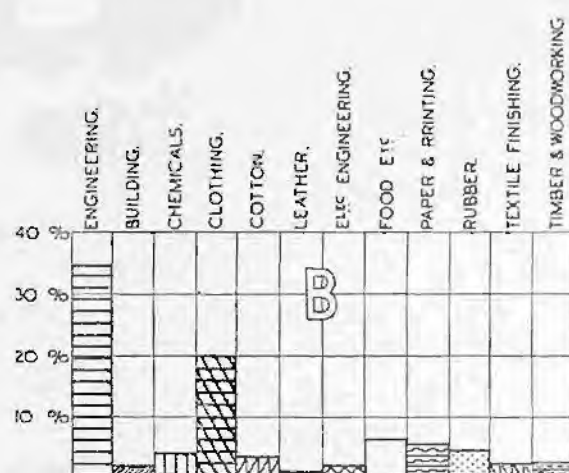 ENGINEERING.
BUILDING.
CHEMICALS.
CLOTHING.
COTTON.
LEATHER.
ELEC ENGINEERING.
FOOD ETC
PAPER & PRINTING.
RUBBER.
TEXTILE FINISHING.
TIMBER & WOODWORKING
40 %
30 %
B
20 %
10 %